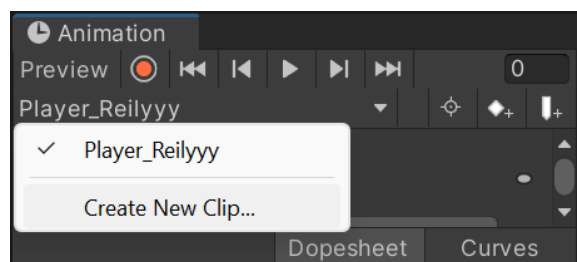 Animation
Preview 0
Player_Reilyyy
Player_Reilyyy
Create New Clip...
Dopesheet Curves